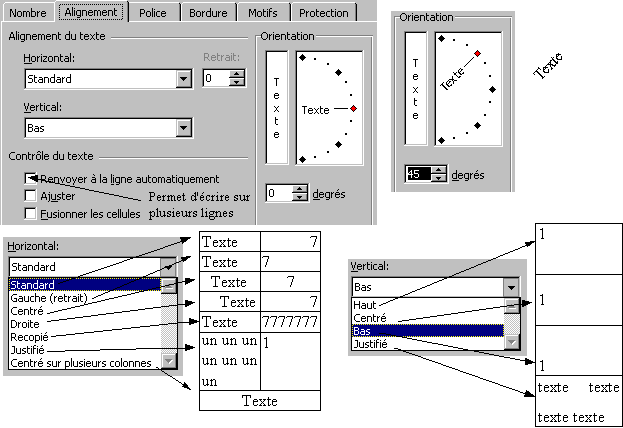 Nombre Alignement Police Bordure Motifs Protection
Alignement du texte
Horizontal: Retrait:
Standard 0
Vertical:
Bas
Contrôle du texte
Renvoyer à la ligne automatiquement
Ajuster
Fusionner les cellules
Permet d'écrire sur
plusieurs lignes
Orientation
Texte
Texte
0 degrés
Orientation
Texte
Texte
45 degrés
Texte
Horizontal:
Standard
Standard
Gauche (retrait)
Centré
Droite
Recopié
Justifié
Centré sur plusieurs colonnes
Texte 7
Texte 7
Texte 7
Texte 7
Texte 7777777
un un un 1
un un un
un
Texte
Vertical:
Bas
Haut
Centré
Bas
Justifié
1
1
1
texte texte
texte texte